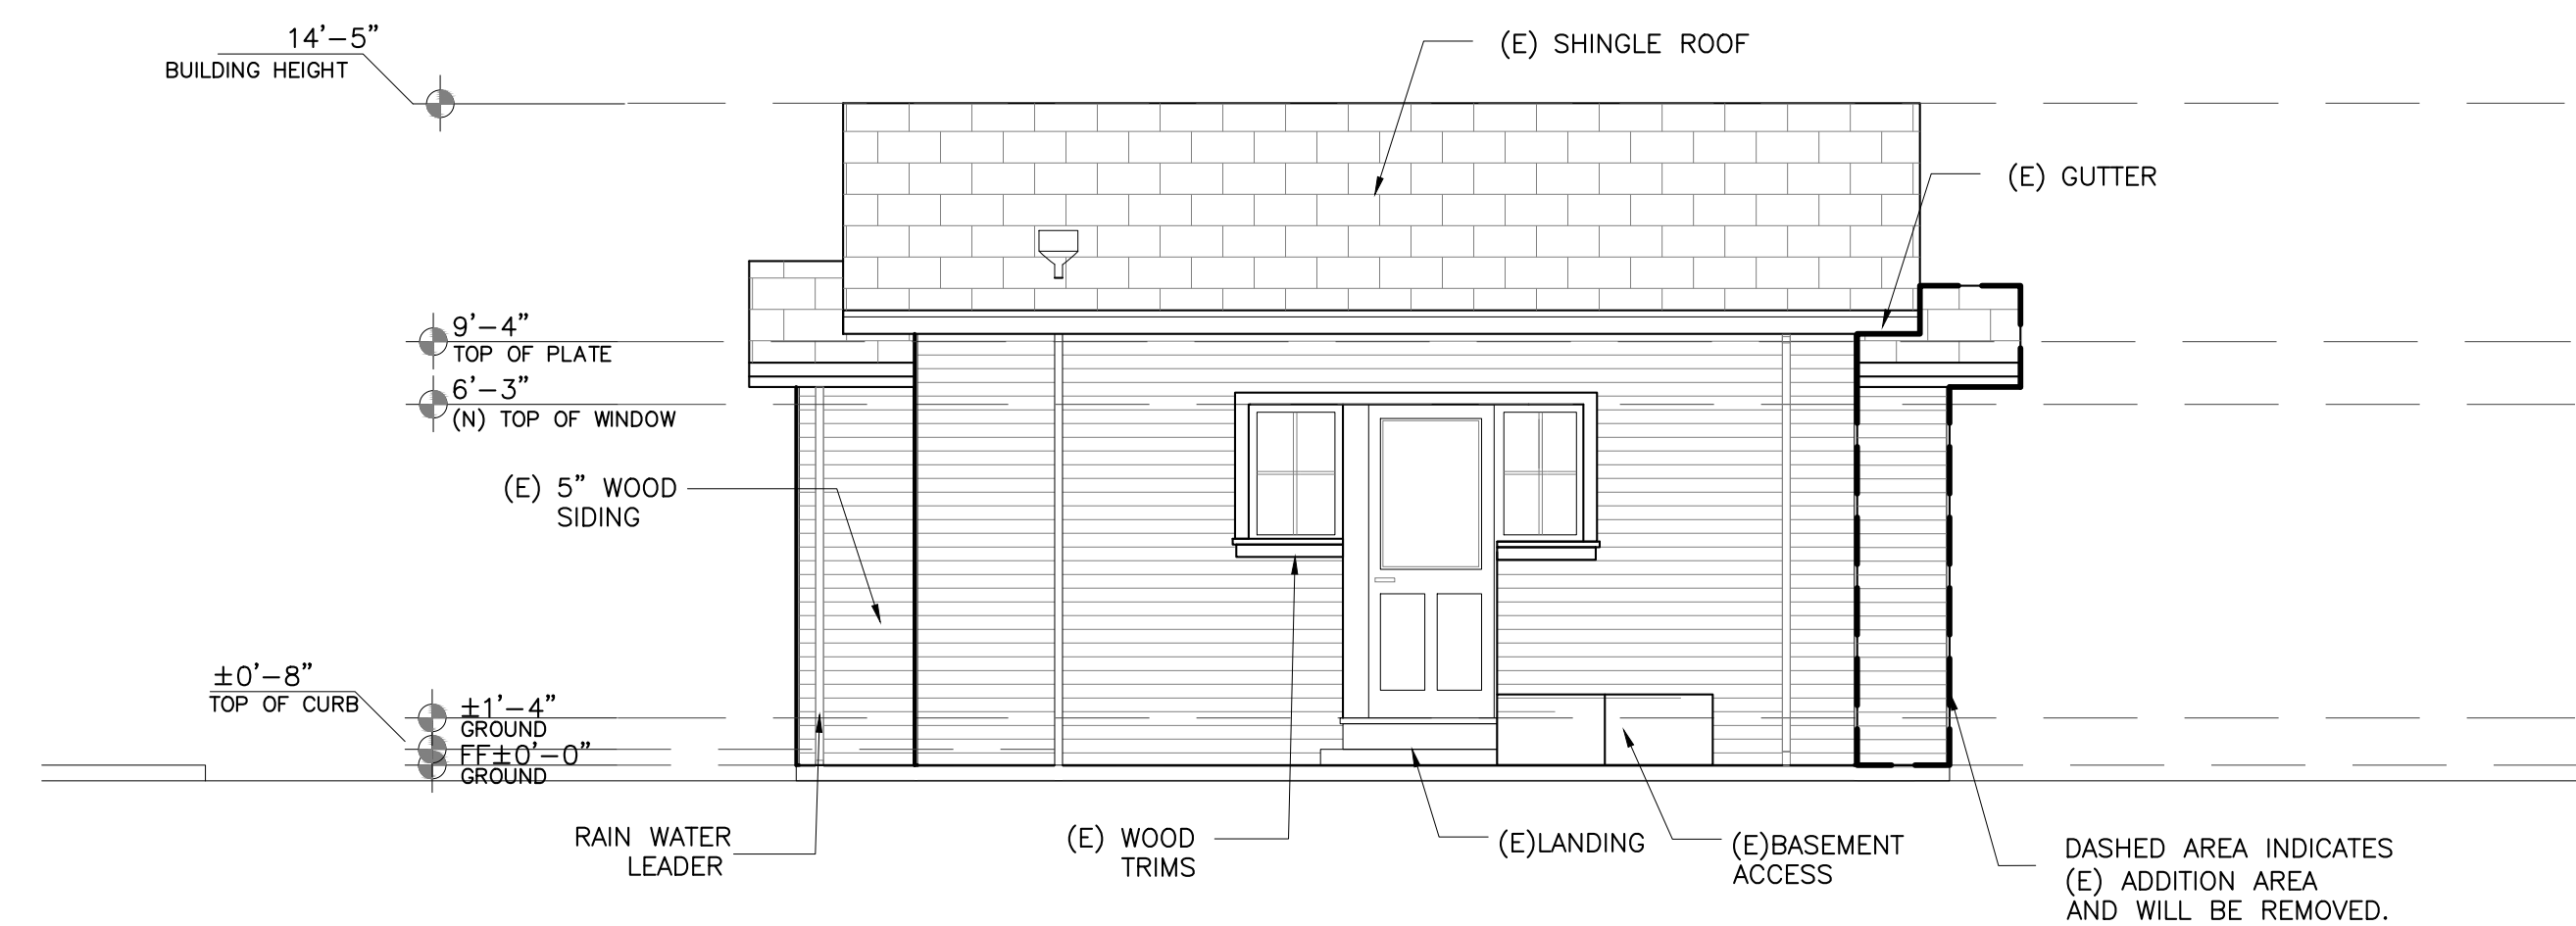 14'-5"
BUILDING HEIGHT
(E) SHINGLE ROOF
(E) GUTTER
9'-4"
TOP OF PLATE
6'-3"
(N) TOP OF WINDOW
(E) 5" WOOD
SIDING
±0'-8"
TOP OF CURB
±1'-4"
GROUND
FF±0'-0"
GROUND
RAIN WATER
LEADER
(E) WOOD
TRIMS
(E)LANDING
(E)BASEMENT
ACCESS
DASHED AREA INDICATES
(E) ADDITION AREA
AND WILL BE REMOVED.